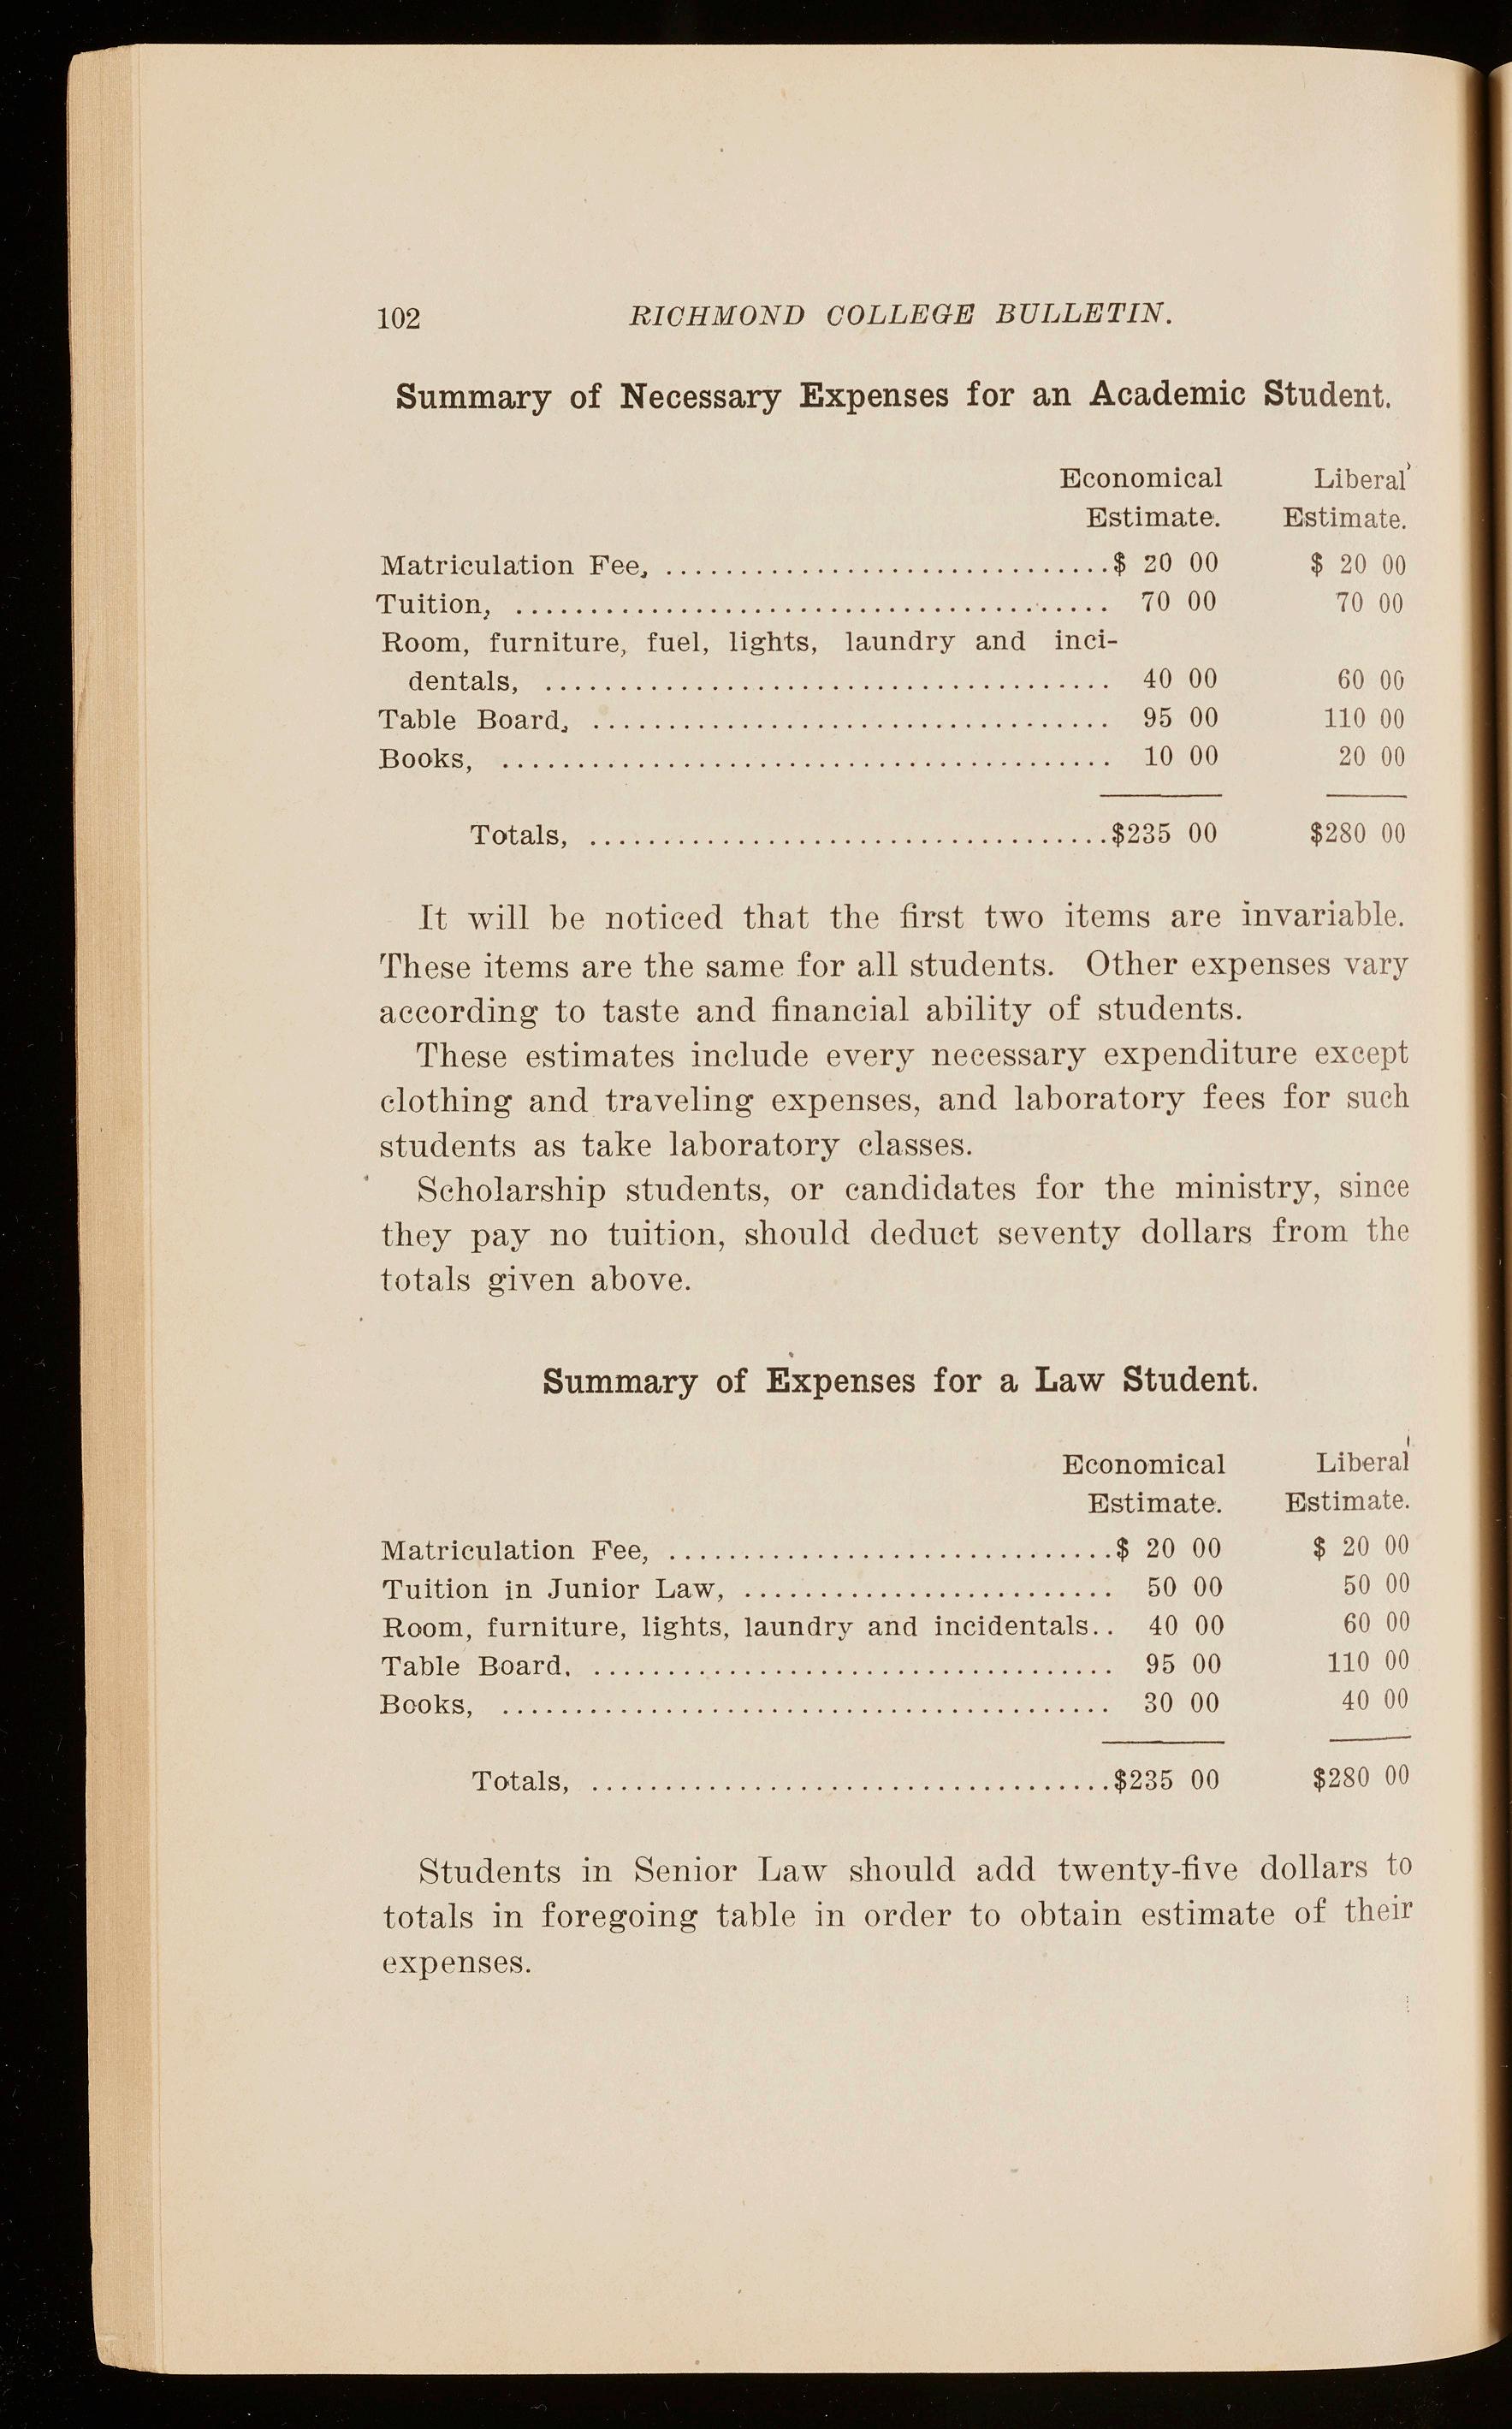 102 RICHMOND COLLEGE BULLETIN.
Summary of Necessary Expenses for an Academic Student.
Economical Liberal
Estimate. Estimate.
Matriculation Fee, ..............................$ 20 00 $ 20 00
Tuition, ........................................ 70 00 70 00
Room, furniture, fuel, lights, laundry and inci-
dentals, ...................................... 40 00 60 00
Table Board, ................................... 95 00 110 00
Books, ......................................... 10 00 20 00
Totals, ...................................$235 00 $280 00
It will be noticed that the first two items are invariable.
These items are the same for all students. Other expenses vary
according to taste and financial ability of students.
These estimates include every necessary expenditure except
clothing and traveling expenses, and laboratory fees for such
students as take laboratory classes.
Scholarship students, or candidates for the ministry, since
they pay no tuition, should deduct seventy dollars from the
totals given above.
Summary of Expenses for a Law Student.
Economical Liberal
Estimate. Estimate.
Matriculation Fee, ..............................$ 20 00 $ 20 00
Tuition in Junior Law, ......................... 50 00 50 00
Room, furniture, lights, laundry and incidentals.. 40 00 60 00
Table Board. ................................... 95 00 110 00
Books, ......................................... 30 00 40 00
Totals, ...................................$235 00 $280 00
Students in Senior Law should add twenty-five dollars to
totals in foregoing table in order to obtain estimate of their
expenses.